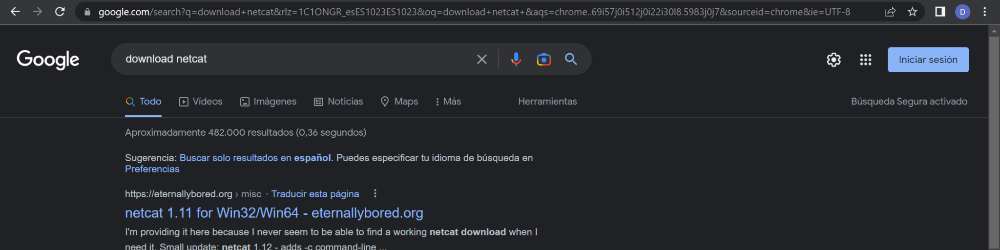 google.com/search?q=download+netcat&rlz=1C1ONGR_esES1023ES1023&oq=download+netcat+&aqs=chrome..69i57j0i512j0i22i30l8.5983j0j7&sourceid=chrome&ie=UTF-8
D
Google
download netcat
Iniciar sesión
Todo Vídeos Imágenes Noticias Maps Más Herramientas Búsqueda Segura activado
Aproximadamente 482.000 resultados (0,36 segundos)
Sugerencia: Buscar solo resultados en español. Puedes especificar tu idioma de búsqueda en
Preferencias
https://eternallybored.org › misc · Traducir esta página
netcat 1.11 for Win32/Win64 - eternallybored.org
I'm providing it here because I never seem to be able to find a working netcat download when I
need it. Small update: netcat 1.12 - adds -c command-line ...